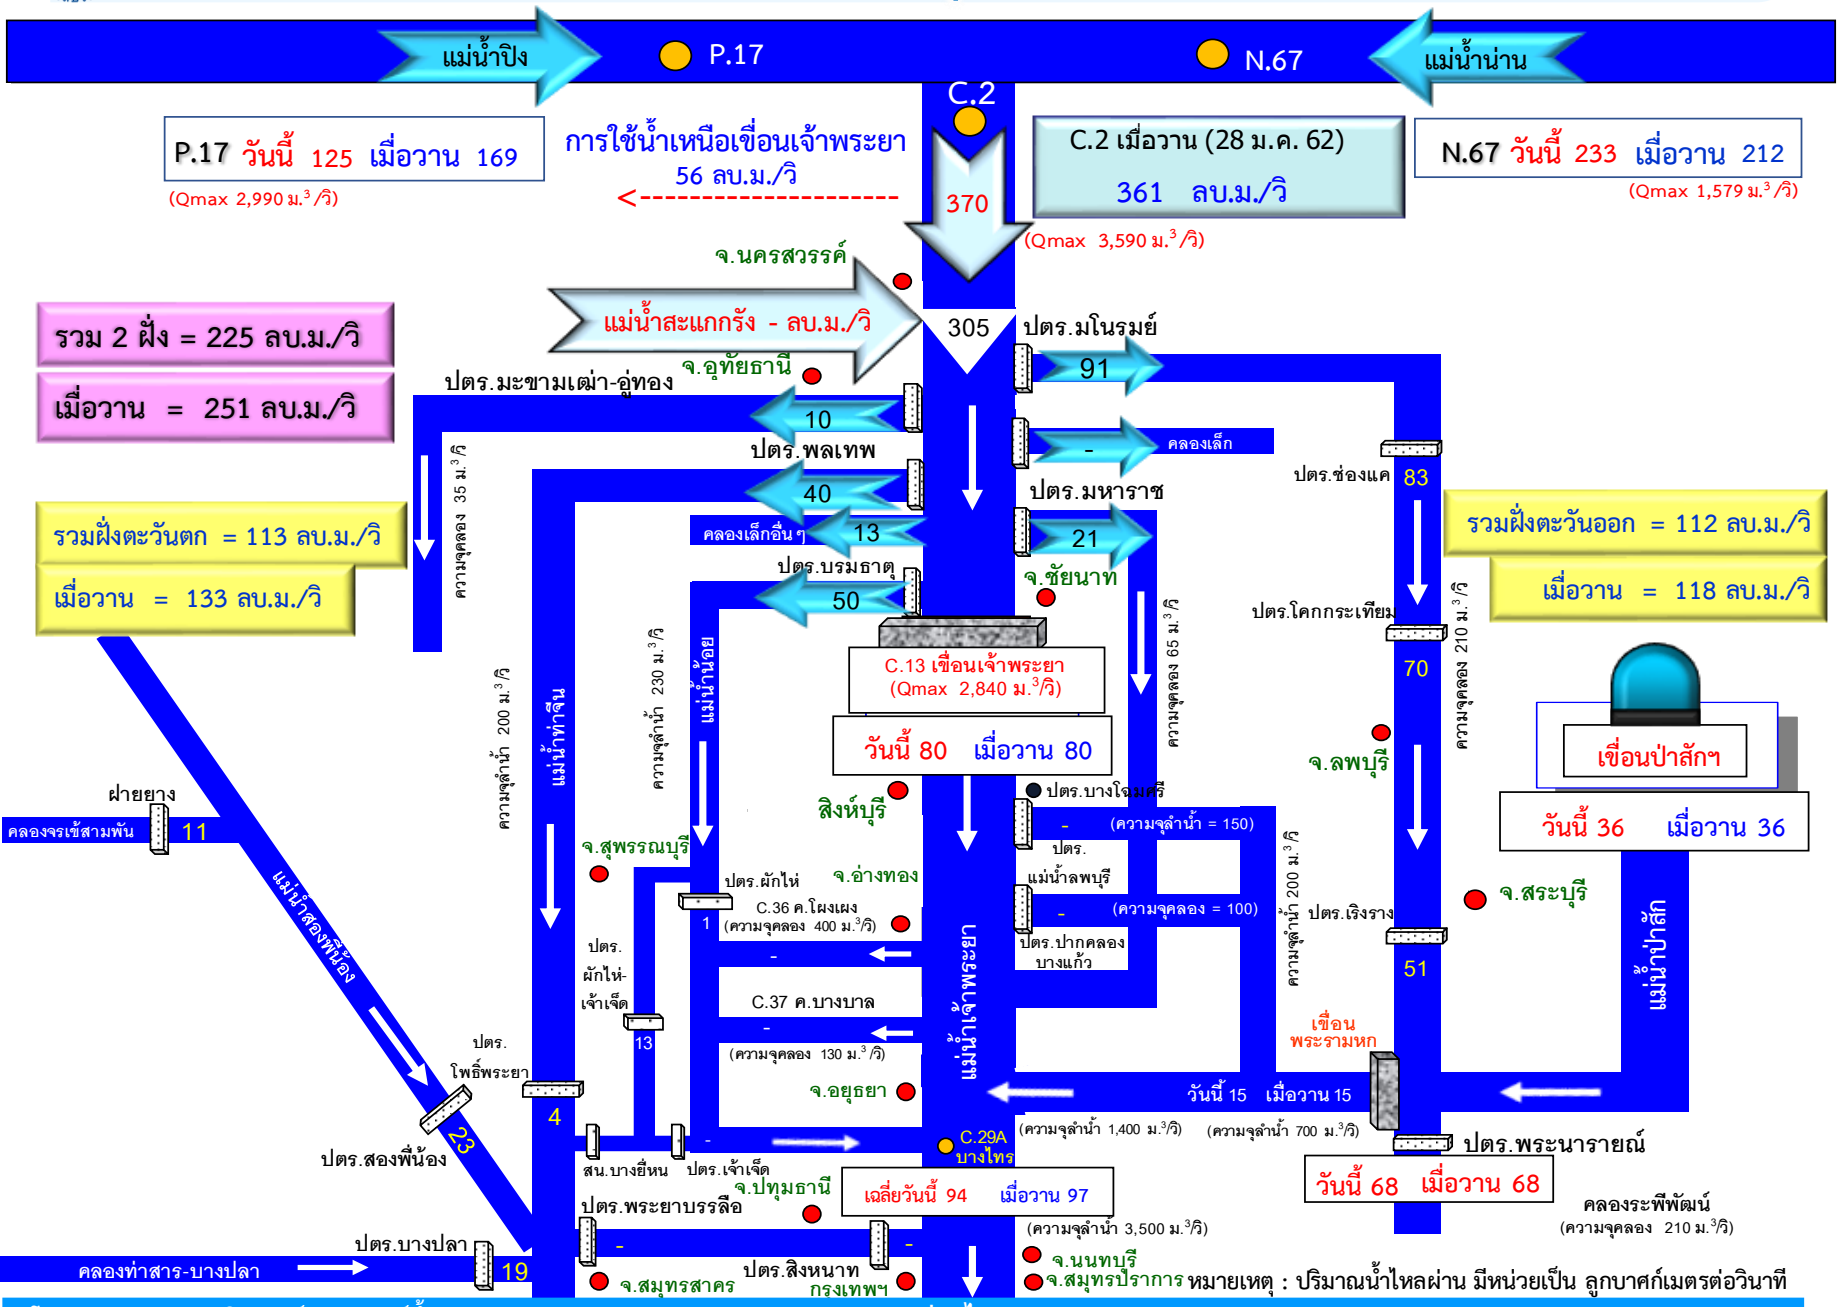 แม่น้ำปิง
P.17
N.67
แม่น้ำน่าน
C.2
P.17 วันนี้ 125 เมื่อวาน 169
(Qmax 2,990 ม.³/วิ)
การใช้น้ำเหนือเขื่อนเจ้าพระยา
56 ลบ.ม./วิ
370
C.2 เมื่อวาน (28 ม.ค. 62)
361 ลบ.ม./วิ
(Qmax 3,590 ม.³/วิ)
N.67 วันนี้ 233 เมื่อวาน 212
(Qmax 1,579 ม.³/วิ)
จ.นครสวรรค์
แม่น้ำสะแกกรัง - ลบ.ม./วิ
305
ปตร.มโนรมย์
91
รวม 2 ฝั่ง = 225 ลบ.ม./วิ
เมื่อวาน = 251 ลบ.ม./วิ
จ.อุทัยธานี
ปตร.มะขามเฒ่า-อู่ทอง
10
ความจุคลอง 35 ม.³/วิ
ปตร.พลเทพ
40
-
คลองเล็ก
ปตร.ช่องแค
83
ปตร.มหาราช
21
คลองเล็กอื่นๆ
13
รวมฝั่งตะวันตก = 113 ลบ.ม./วิ
เมื่อวาน = 133 ลบ.ม./วิ
รวมฝั่งตะวันออก = 112 ลบ.ม./วิ
เมื่อวาน = 118 ลบ.ม./วิ
ปตร.บรมธาตุ
50
จ.ชัยนาท
ปตร.โคกกระเทียม
70
ความจุคลอง 210 ม.³/วิ
ความจุคลอง 65 ม.³/วิ
C.13 เขื่อนเจ้าพระยา
(Qmax 2,840 ม.³/วิ)
วันนี้ 80 เมื่อวาน 80
ความจุลำน้ำ 200 ม.³/วิ
แม่น้ำท่าจีน
ความจุลำน้ำ 230 ม.³/วิ
แม่น้ำน้อย
จ.ลพบุรี
เขื่อนป่าสักฯ
วันนี้ 36 เมื่อวาน 36
สิงห์บุรี
ปตร.บางโฉมศรี
- (ความจุลำน้ำ = 150)
ฝายยาง
คลองจรเข้สามพัน
11
แม่น้ำสองพี่น้อง
จ.สุพรรณบุรี
ปตร.ผักไห่
1
จ.อ่างทอง
C.36 ค.โผงเผง
(ความจุคลอง 400 ม.³/วิ)
-
ปตร.
แม่น้ำลพบุรี
- (ความจุคลอง = 100)
ปตร.ปากคลอง
บางแก้ว
ความจุลำน้ำ 200 ม.³/วิ
ปตร.เริงราง
51
จ.สระบุรี
แม่น้ำป่าสัก
ปตร.
ผักไห่-
เจ้าเจ็ด
13
C.37 ค.บางบาล
-
(ความจุคลอง 130 ม.³/วิ)
แม่น้ำเจ้าพระยา
เขื่อน
พระรามหก
วันนี้ 15 เมื่อวาน 15
(ความจุลำน้ำ 1,400 ม.³/วิ)
(ความจุลำน้ำ 700 ม.³/วิ)
ปตร.
โพธิ์พระยา
4
จ.อยุธยา
ปตร.สองพี่น้อง
23
สน.บางยี่หน
ปตร.เจ้าเจ็ด
-
C.29A
บางไทร
ปตร.พระนารายณ์
วันนี้ 68 เมื่อวาน 68
จ.ปทุมธานี
เฉลี่ยวันนี้ 94 เมื่อวาน 97
(ความจุลำน้ำ 3,500 ม.³/วิ)
คลองระพีพัฒน์
(ความจุคลอง 210 ม.³/วิ)
ปตร.พระยาบรรลือ
-
-
ปตร.บางปลา
คลองท่าสาร-บางปลา
19
ปตร.สิงหนาท
จ.สมุทรสาคร
กรุงเทพฯ
จ.นนทบุรี
จ.สมุทรปราการ
หมายเหตุ : ปริมาณน้ำไหลผ่าน มีหน่วยเป็น ลูกบาศก์เมตรต่อวินาที